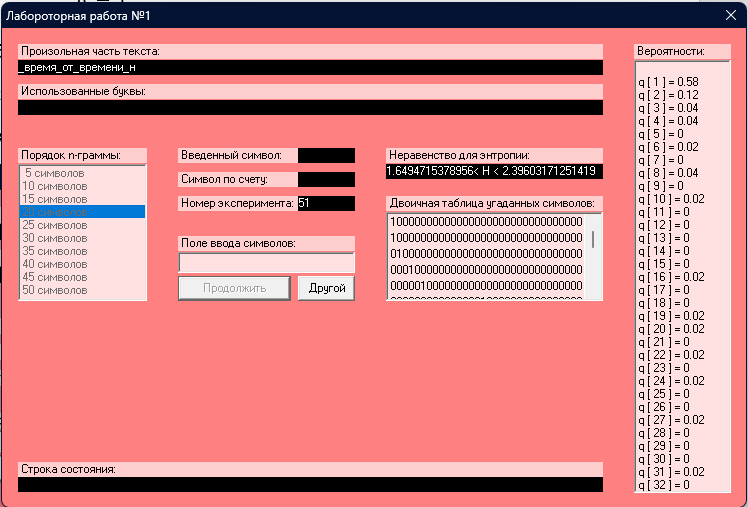 Лабороторная работа №1
Произольная часть текста:
_время_от_времени_н
Использованные буквы:
Порядок n-граммы:
5 символов
10 символов
15 символов
20 символов
25 символов
30 символов
35 символов
40 символов
45 символов
50 символов
Введенный символ:
Символ по счету:
Номер эксперимента: 51
Поле ввода символов:
Продолжить
Другой
Неравенство для энтропии:
1.6494715378956< H < 2.39603171251419
Двоичная таблица угаданных символов:
10000000000000000000000000000000
10000000000000000000000000000000
01000000000000000000000000000000
00010000000000000000000000000000
00000100000000000000000000000000
Строка состояния:
Вероятности:
q [ 1 ] = 0.58
q [ 2 ] = 0.12
q [ 3 ] = 0.04
q [ 4 ] = 0.04
q [ 5 ] = 0
q [ 6 ] = 0.02
q [ 7 ] = 0
q [ 8 ] = 0.04
q [ 9 ] = 0
q [ 10 ] = 0.02
q [ 11 ] = 0
q [ 12 ] = 0
q [ 13 ] = 0
q [ 14 ] = 0
q [ 15 ] = 0
q [ 16 ] = 0.02
q [ 17 ] = 0
q [ 18 ] = 0
q [ 19 ] = 0.02
q [ 20 ] = 0.02
q [ 21 ] = 0
q [ 22 ] = 0.02
q [ 23 ] = 0
q [ 24 ] = 0.02
q [ 25 ] = 0
q [ 26 ] = 0
q [ 27 ] = 0.02
q [ 28 ] = 0
q [ 29 ] = 0
q [ 30 ] = 0
q [ 31 ] = 0.02
q [ 32 ] = 0